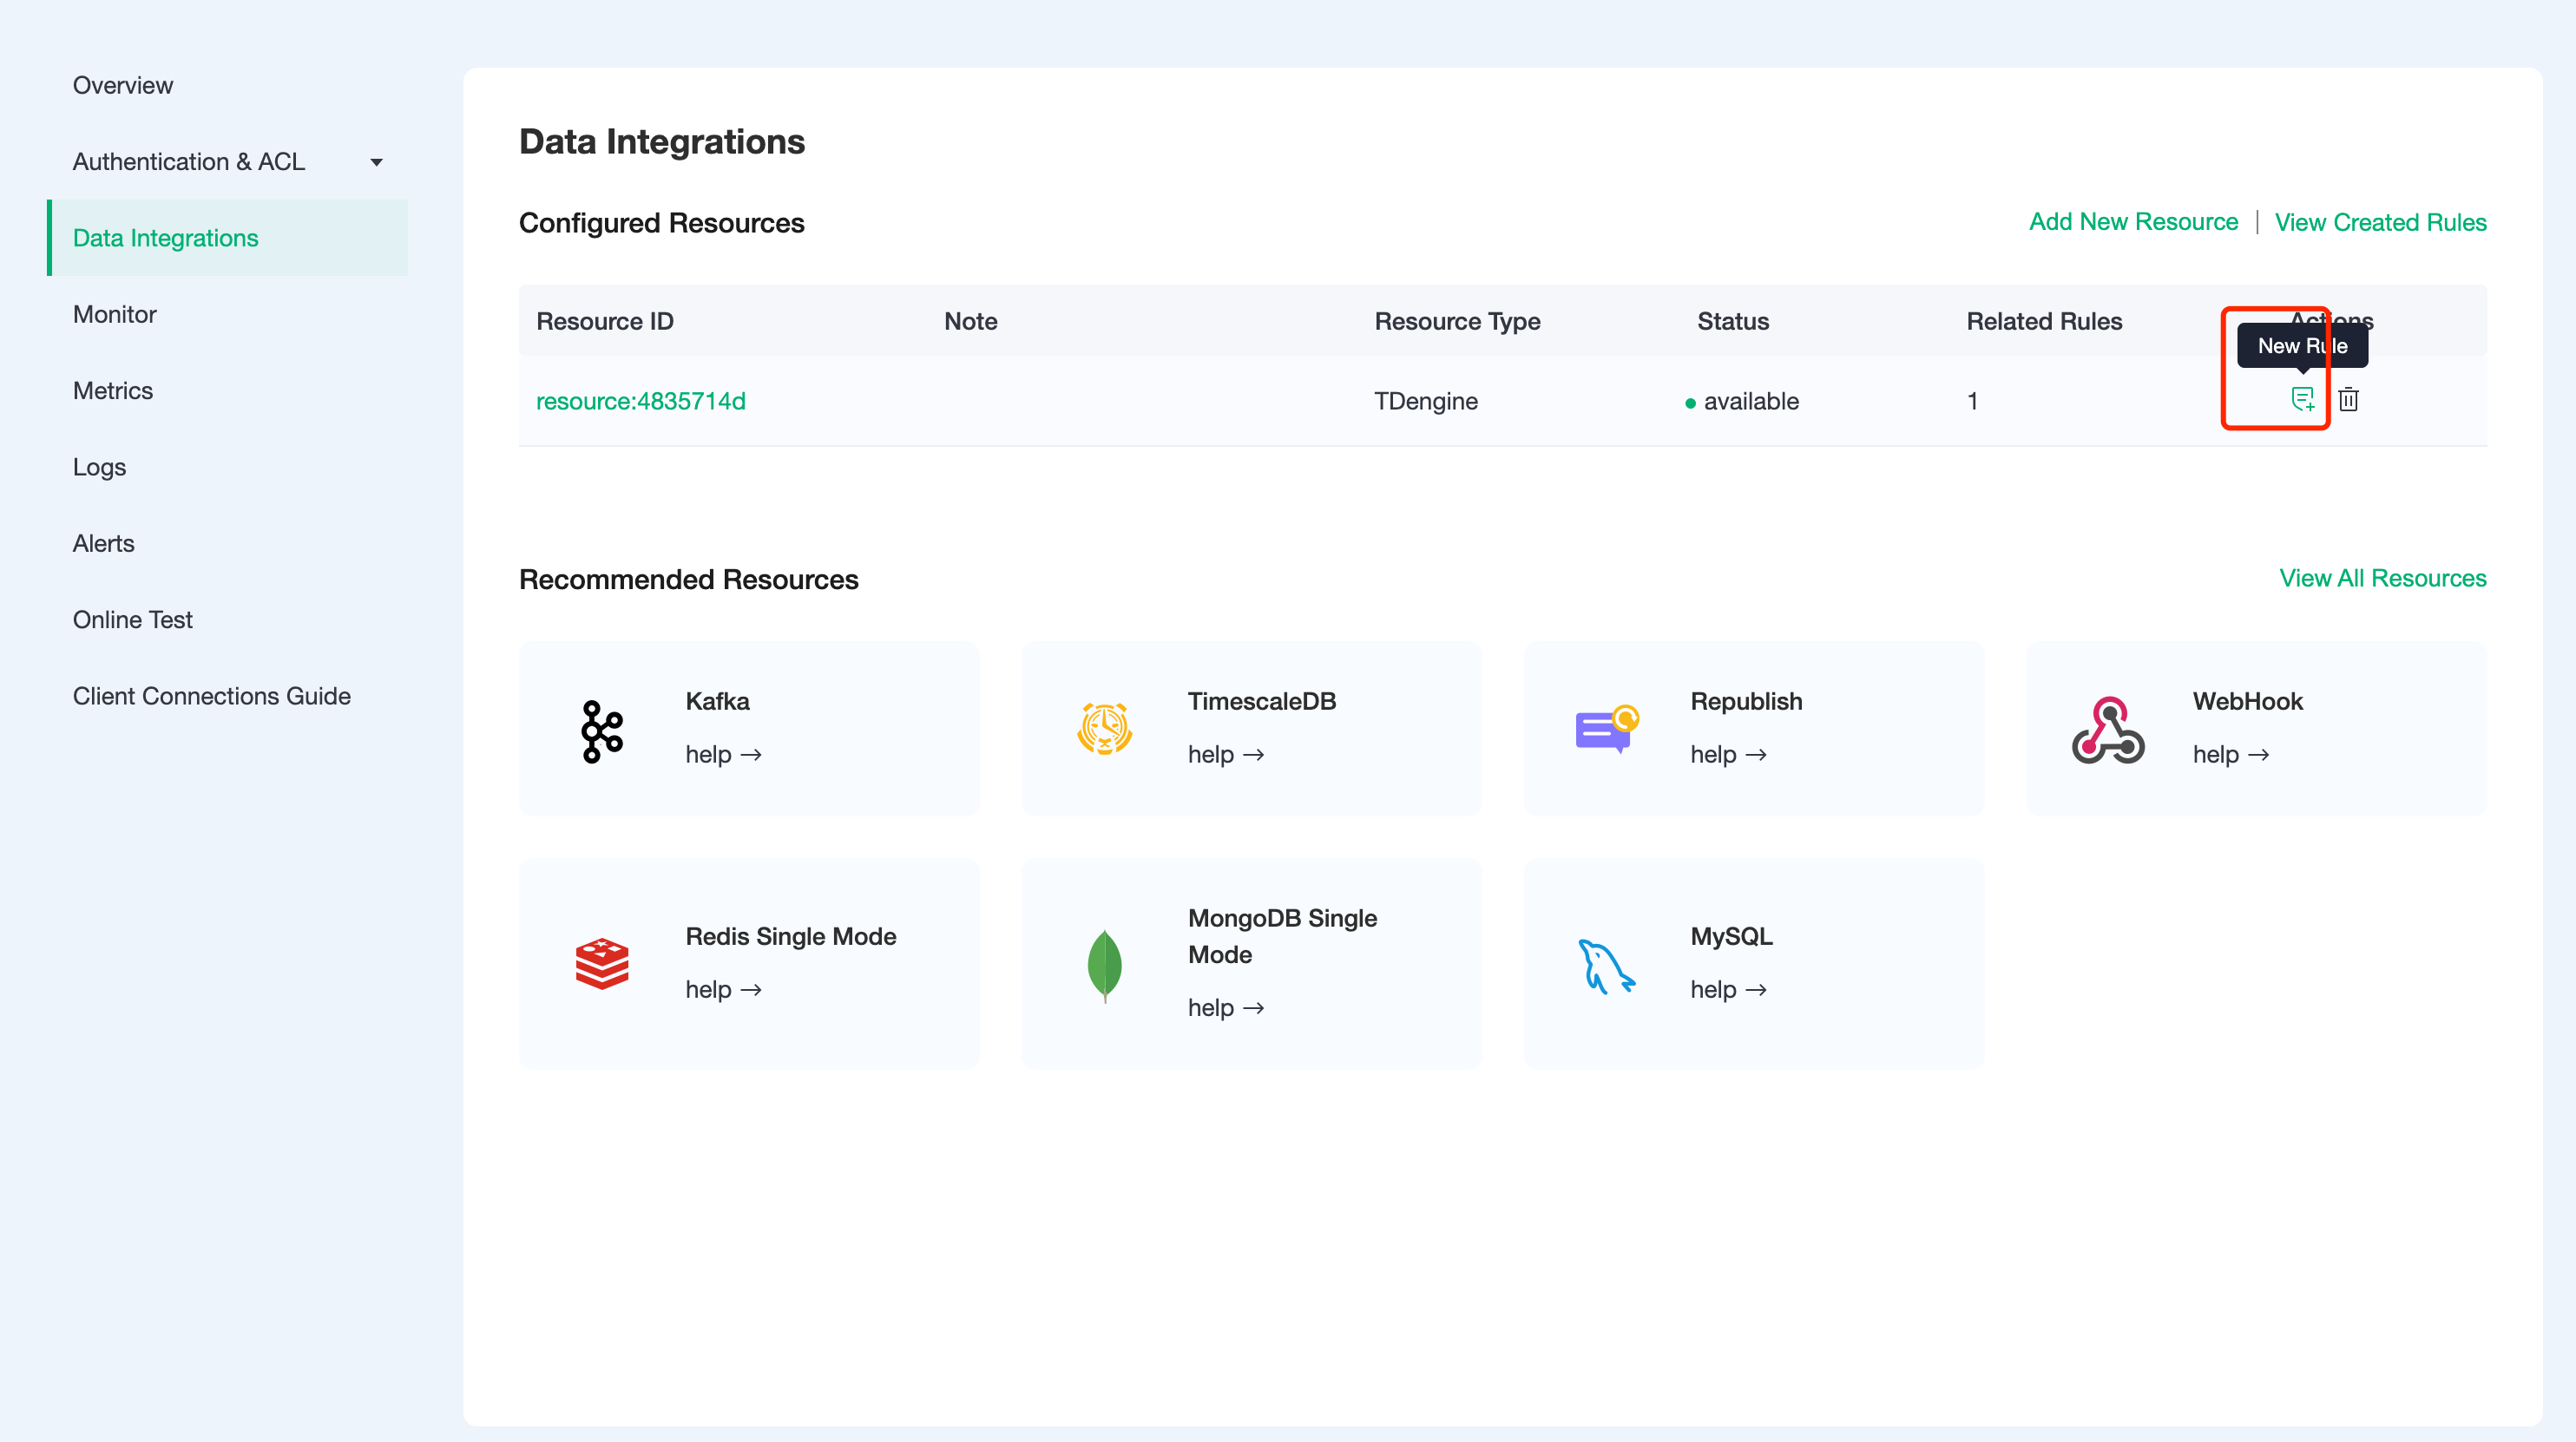 Overview
Authentication & ACL
Data Integrations
Monitor
Metrics
Logs
Alerts
Online Test
Client Connections Guide
Data Integrations
Configured Resources
Add New Resource | View Created Rules
Resource ID Note Resource Type Status Related Rules Actions
New Rule
resource:4835714d TDengine available 1
Recommended Resources
View All Resources
Kafka
help →
TimescaleDB
help →
Republish
help →
WebHook
help →
Redis Single Mode
help →
MongoDB Single
Mode
help →
MySQL
help →